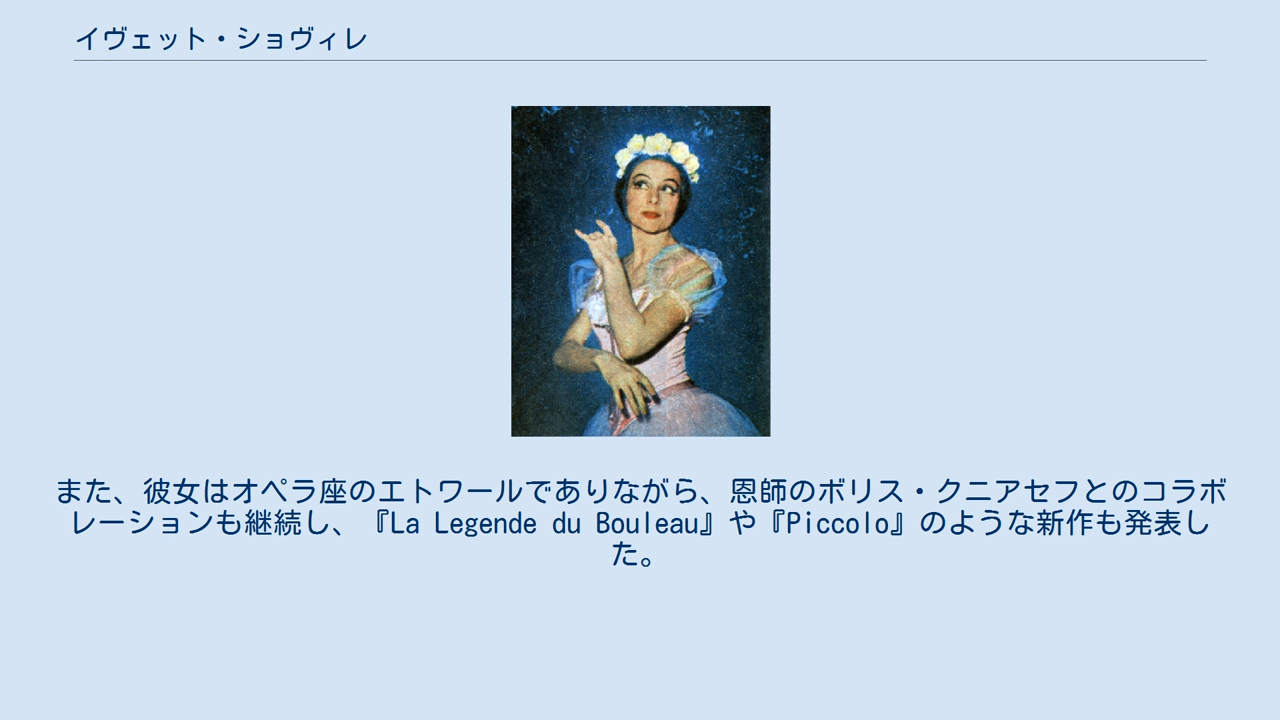 イヴェット・ショヴィレ
また、彼女はオペラ座のエトワールでありながら、恩師のボリス・クニアセフとのコラボ
レーションも継続し、『La Legende du Bouleau』や『Piccolo』のような新作も発表し
た。